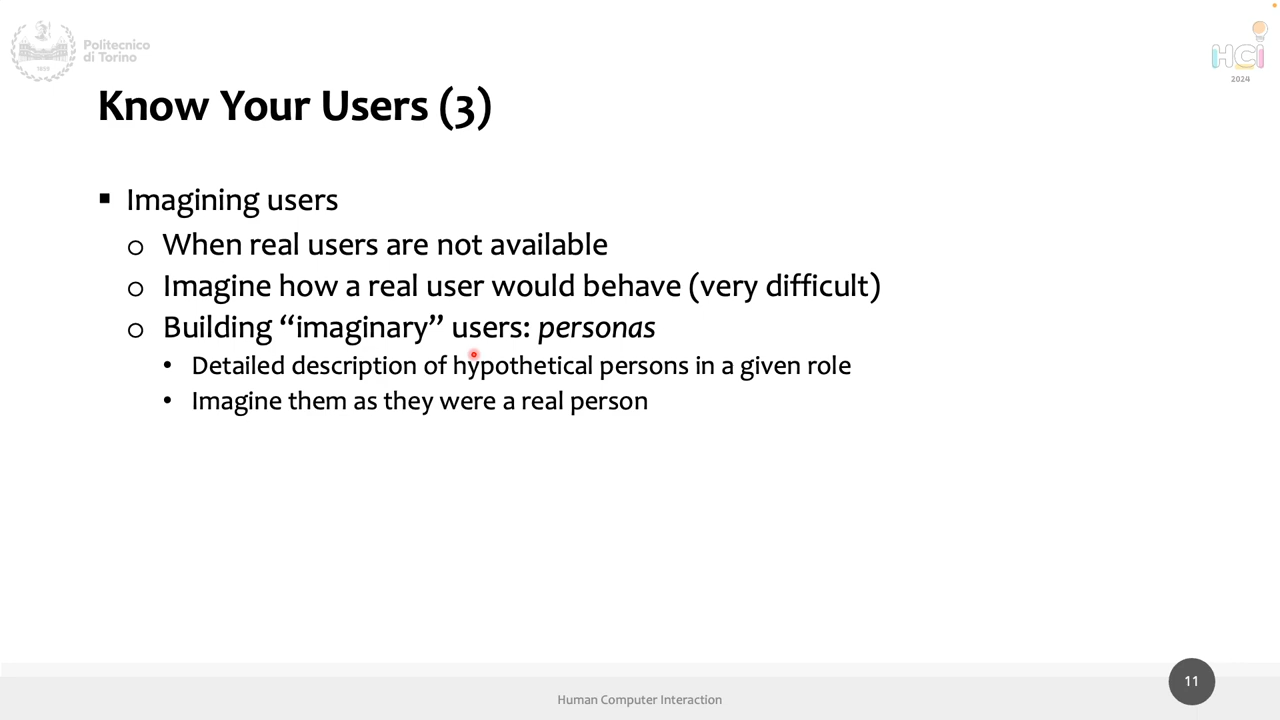 Politecnico
di Torino
1859
HCI
2024
Know Your Users (3)
▪ Imagining users
o When real users are not available
o Imagine how a real user would behave (very difficult)
o Building “imaginary” users: personas
• Detailed description of hypothetical persons in a given role
• Imagine them as they were a real person
Human Computer Interaction
11